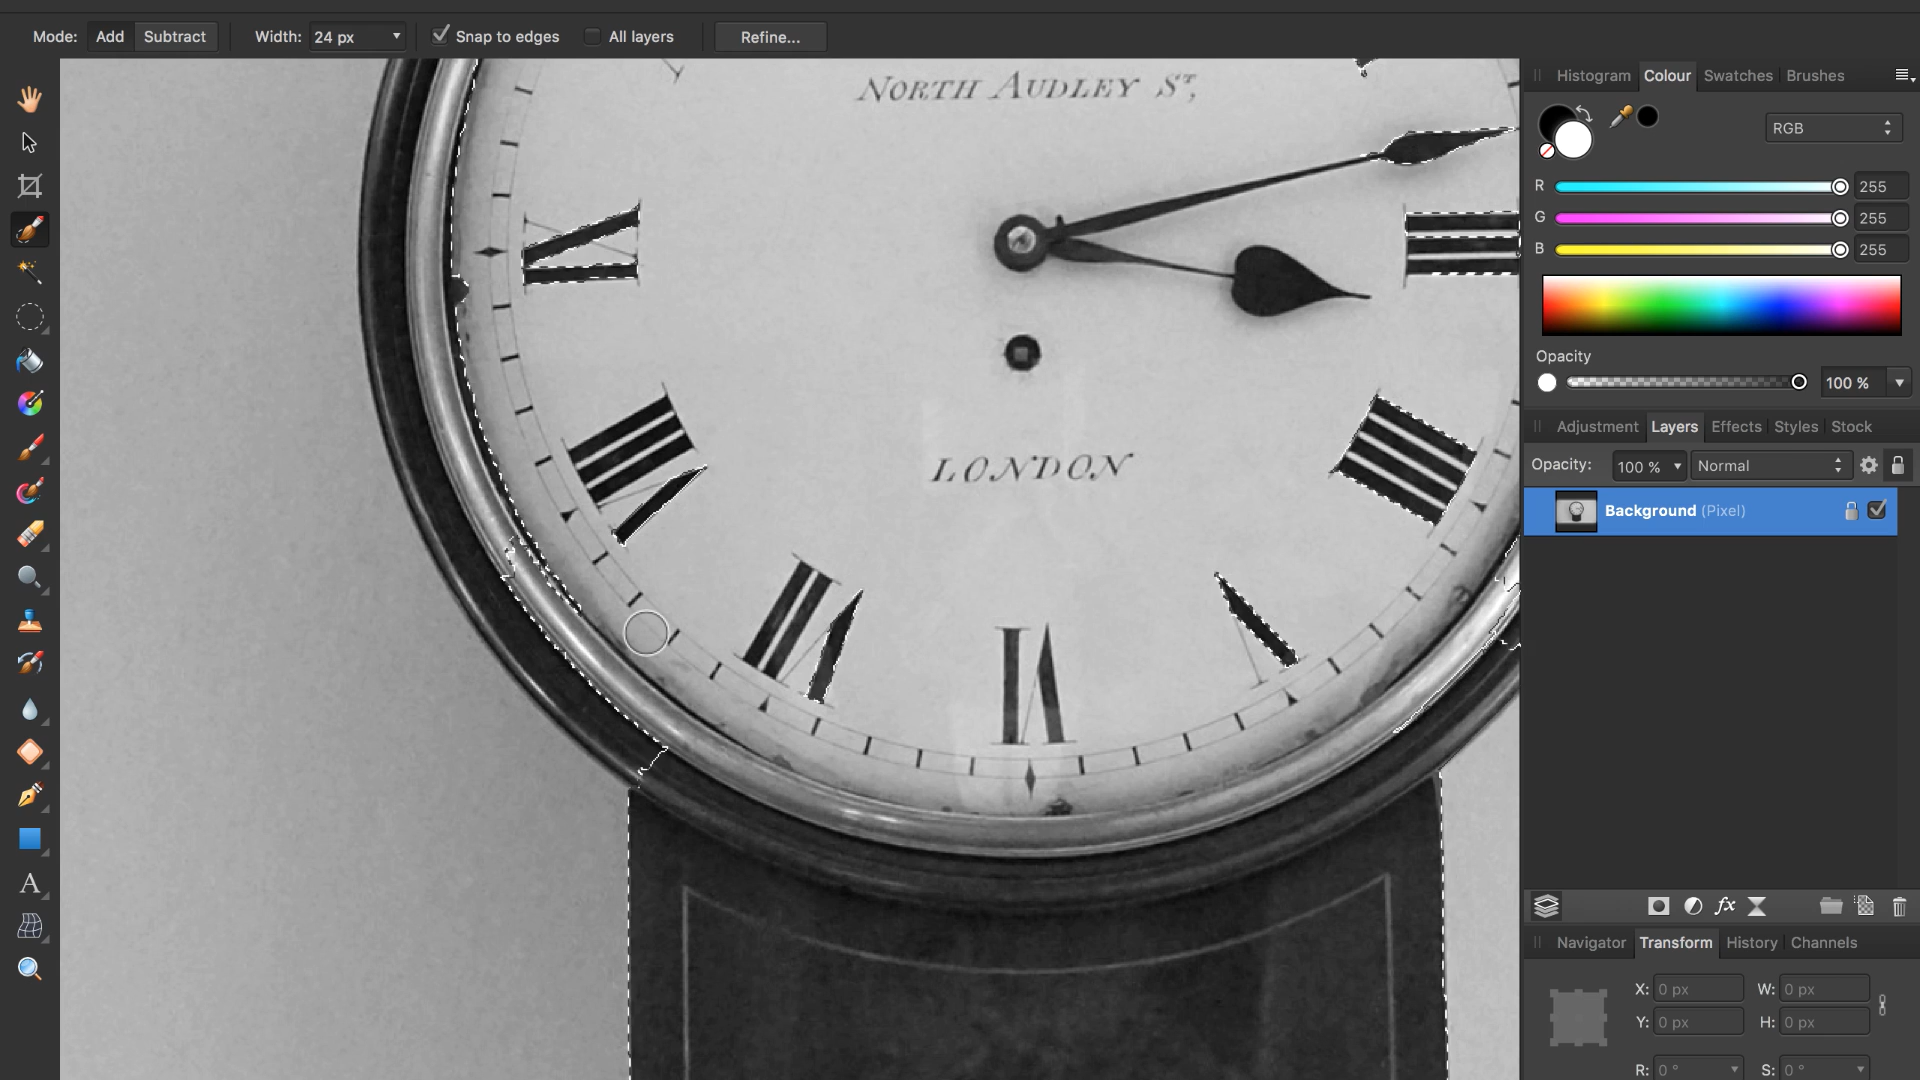 Mode: Add Subtract Width: 24 px Snap to edges All layers Refine...
Histogram Colour Swatches Brushes
RGB
R 255
G 255
B 255
Opacity
100 %
Adjustment Layers Effects Styles Stock
Opacity: 100 % Normal
Background (Pixel)
fx
Navigator Transform History Channels
X: 0 px W: 0 px
Y: 0 px H: 0 px
R: 0 ° S: 0 °
A
NORTH AUDLEY ST,
LONDON